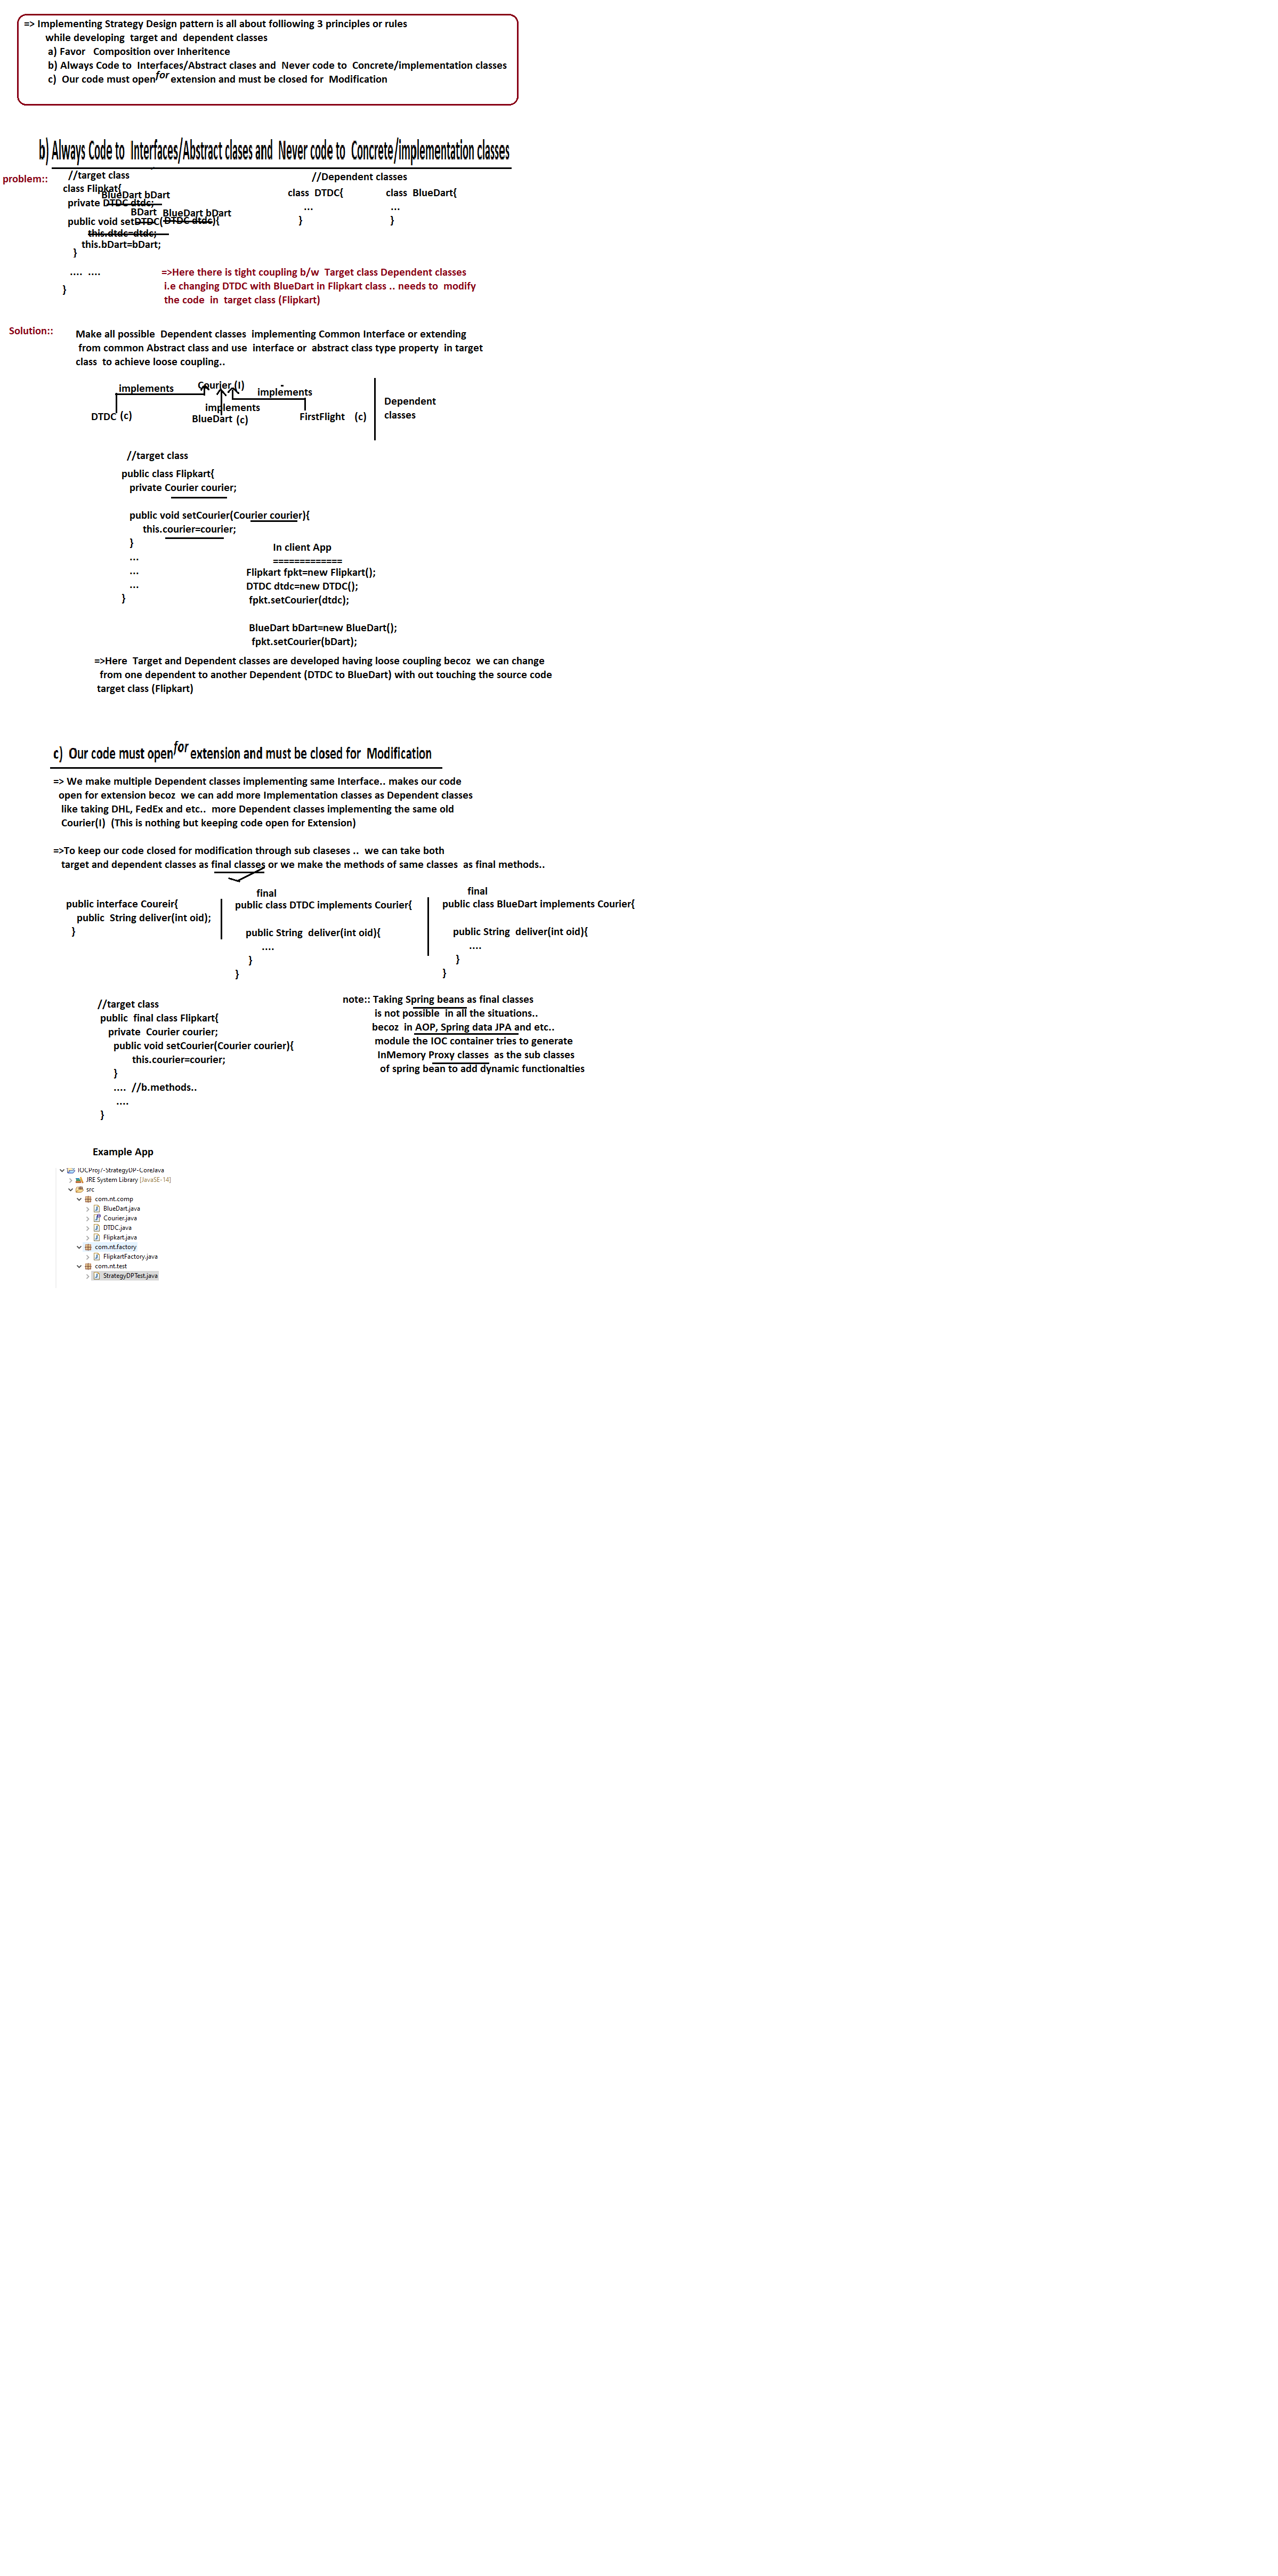 => Implementing Strategy Design pattern is all about folliowing 3 principles or rules
while developing target and dependent classes
a) Favor Composition over Inheritence
b) Always Code to Interfaces/Abstract clases and Never code to Concrete/implementation classes
c) Our code must open for extension and must be closed for Modification
b) Always Code to Interfaces/Abstract clases and Never code to Concrete/implementation classes
problem:: //target class //Dependent classes
class Flipkat{ class DTDC{ class BlueDart{
BlueDart bDart
private DTDC dtdc; ... ...
BDart BlueDart bDart
public void setDTDC(DTDC dtdc){ } }
this.dtdc=dtdc;
this.bDart=bDart;
}
.... .... =>Here there is tight coupling b/w Target class Dependent classes
i.e changing DTDC with BlueDart in Flipkart class .. needs to modify
} the code in target class (Flipkart)
Solution:: Make all possible Dependent classes implementing Common Interface or extending
from common Abstract class and use interface or abstract class type property in target
class to achieve loose coupling..
Courier (I) -
implements implements
implements Dependent
DTDC (c) BlueDart (c) FirstFlight (c) classes
//target class
public class Flipkart{
private Courier courier;
public void setCourier(Courier courier){
this.courier=courier;
} In client App
... =============
... Flipkart fpkt=new Flipkart();
... DTDC dtdc=new DTDC();
} fpkt.setCourier(dtdc);
BlueDart bDart=new BlueDart();
fpkt.setCourier(bDart);
=>Here Target and Dependent classes are developed having loose coupling becoz we can change
from one dependent to another Dependent (DTDC to BlueDart) with out touching the source code
target class (Flipkart)
c) Our code must open for extension and must be closed for Modification
=> We make multiple Dependent classes implementing same Interface.. makes our code
open for extension becoz we can add more Implementation classes as Dependent classes
like taking DHL, FedEx and etc.. more Dependent classes implementing the same old
Courier(I) (This is nothing but keeping code open for Extension)
=>To keep our code closed for modification through sub claseses .. we can take both
target and dependent classes as final classes or we make the methods of same classes as final methods..
final final
public interface Coureir{ public class DTDC implements Courier{ public class BlueDart implements Courier{
public String deliver(int oid);
} public String deliver(int oid){ public String deliver(int oid){
.... ....
} }
} }
//target class note:: Taking Spring beans as final classes
public final class Flipkart{ is not possible in all the situations..
private Courier courier; becoz in AOP, Spring data JPA and etc..
public void setCourier(Courier courier){ module the IOC container tries to generate
this.courier=courier; InMemory Proxy classes as the sub classes
} of spring bean to add dynamic functionalties
.... //b.methods..
....
}
Example App
IOCProj7-StrategyDP-CoreJava
JRE System Library [JavaSE-14]
src
com.nt.comp
BlueDart.java
Courier.java
DTDC.java
Flipkart.java
com.nt.factory
FlipkartFactory.java
com.nt.test
StrategyDPTest.java